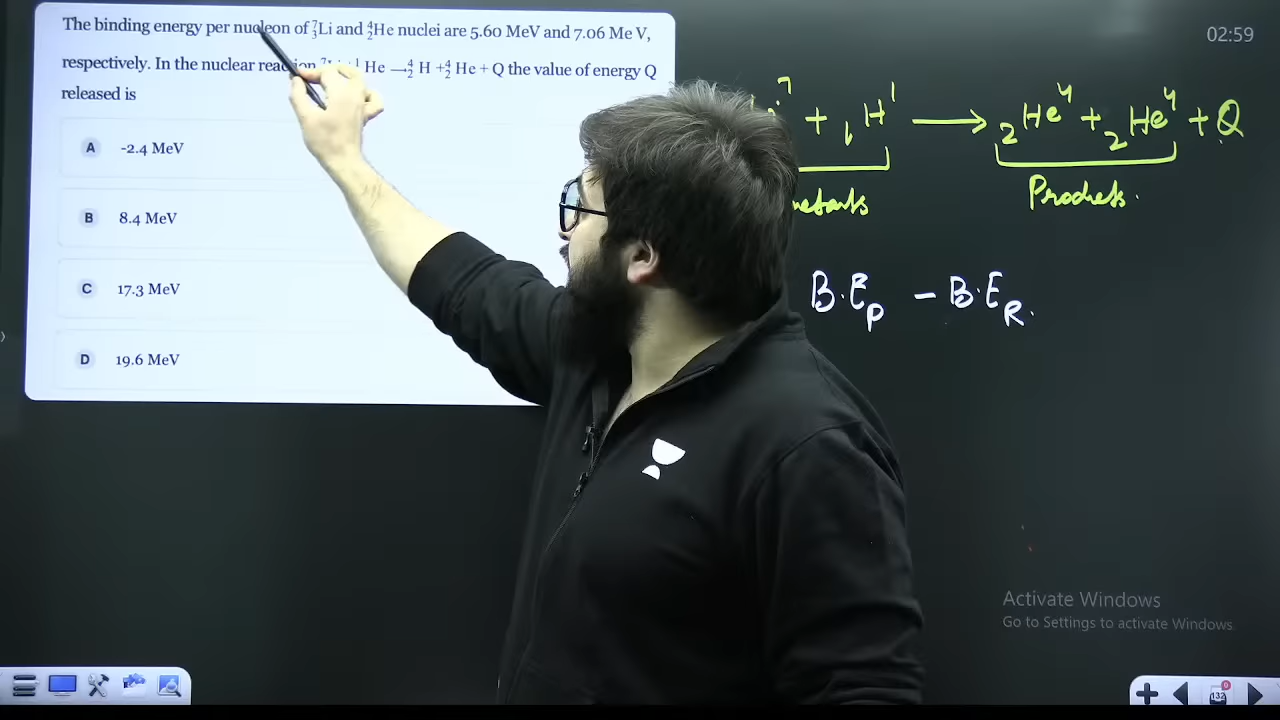 The binding energy per nucleon of ⁷₃Li and ⁴₂He nuclei are 5.60 MeV and 7.06 Me V,
respectively. In the nuclear He ⟶⁴₂ H +⁴₂ He + Q the value of energy Q
released is
A -2.4 MeV
B 8.4 MeV
C 17.3 MeV
D 19.6 MeV
02:59
⁷ + ₁H¹ ⟶ ₂He⁴ + ₂He⁴ + Q
Products.
B.E_P – B.E_R.
Activate Windows
Go to Settings to activate Windows.
132